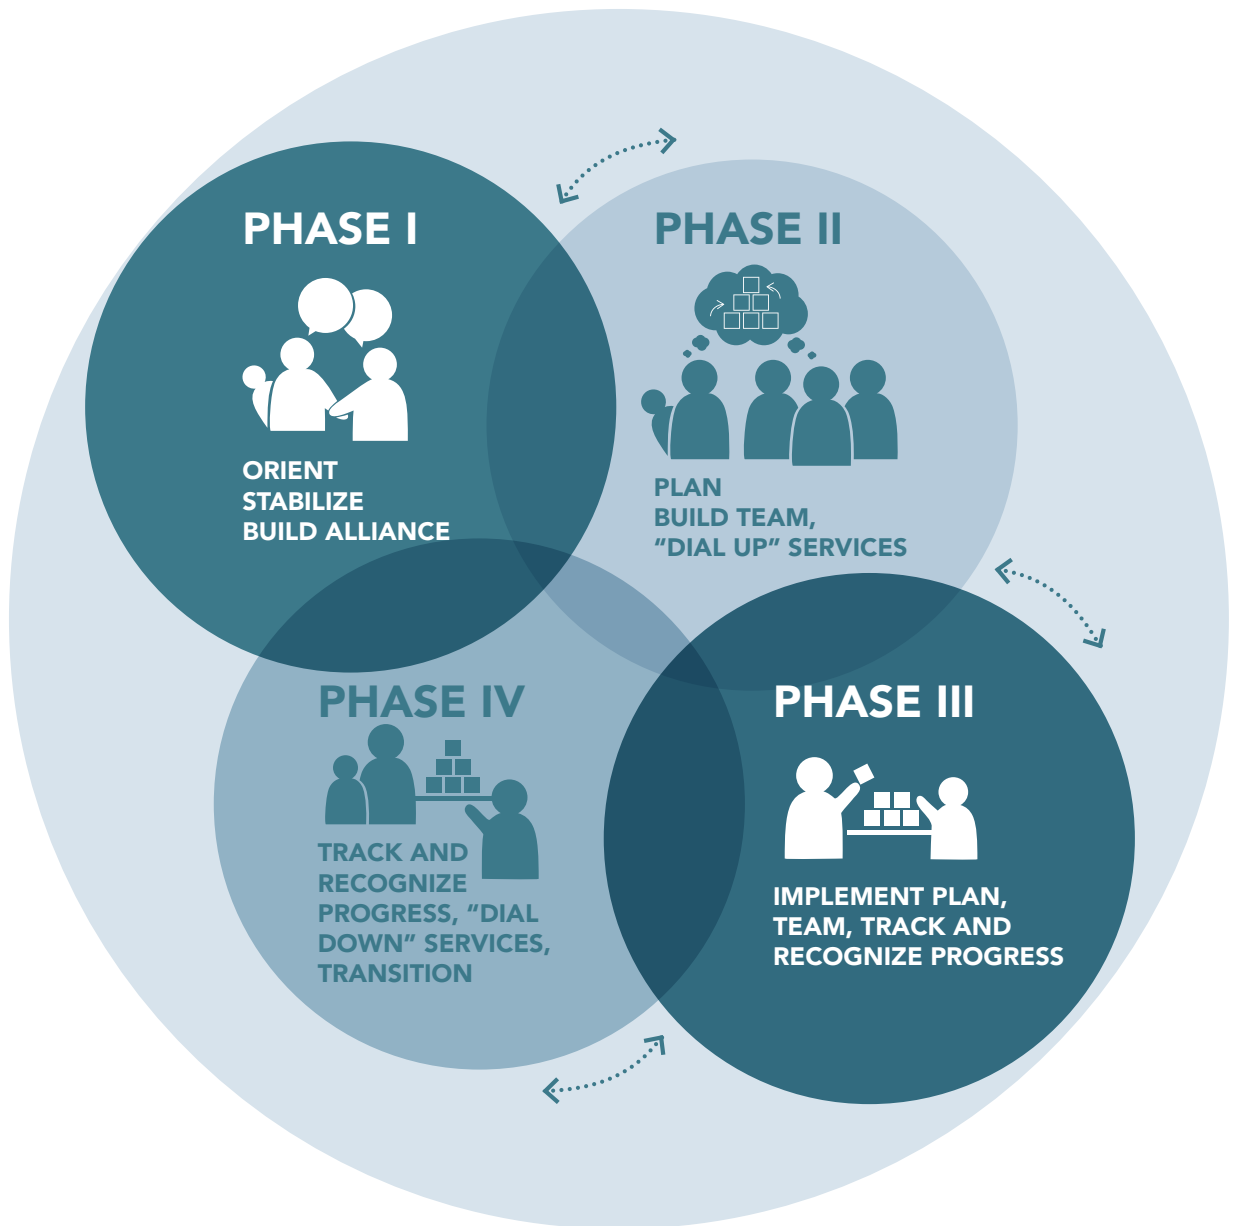 PHASE I
ORIENT
STABILIZE
BUILD ALLIANCE
PHASE II
PLAN
BUILD TEAM,
“DIAL UP” SERVICES
PHASE III
IMPLEMENT PLAN,
TEAM, TRACK AND
RECOGNIZE PROGRESS
PHASE IV
TRACK AND
RECOGNIZE
PROGRESS, “DIAL
DOWN” SERVICES,
TRANSITION